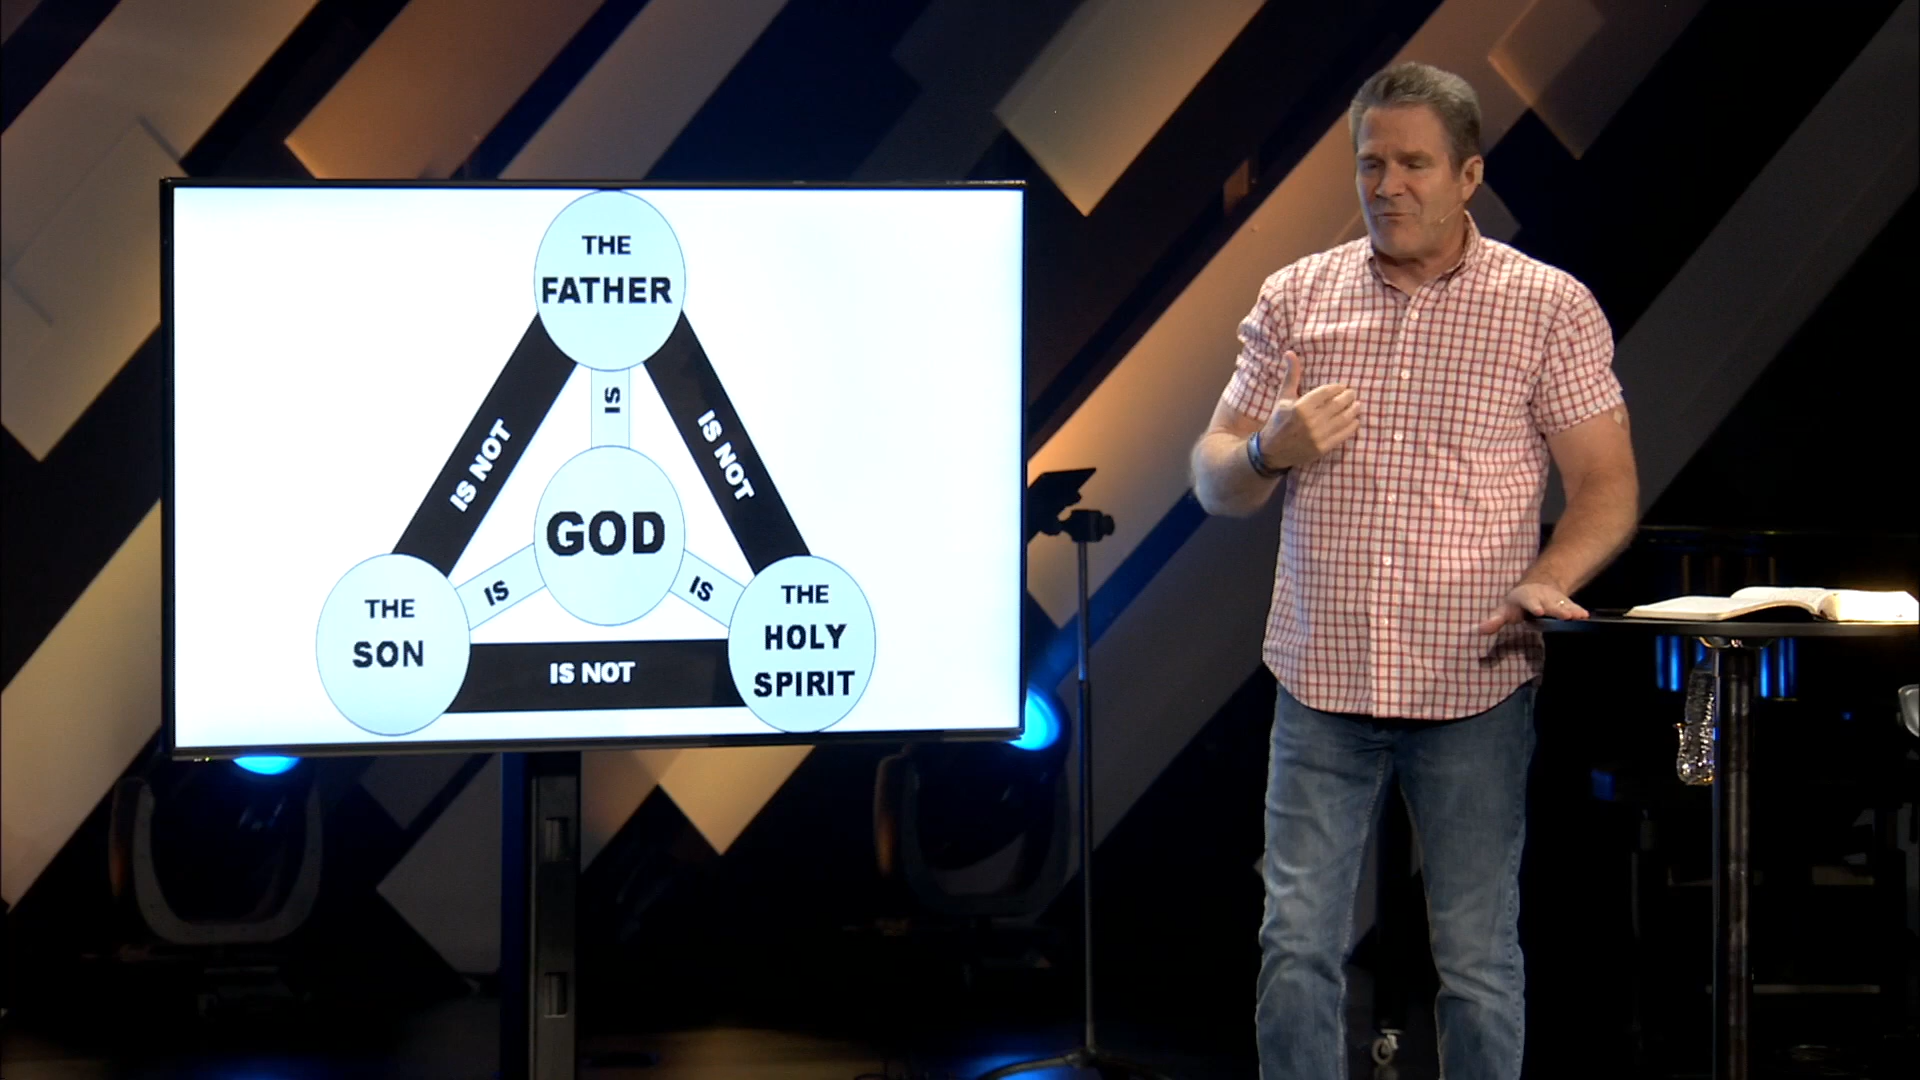 THE
FATHER
IS
IS NOT
IS NOT
GOD
IS
IS
THE
SON
IS NOT
THE
HOLY
SPIRIT